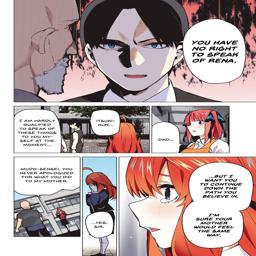 YOU HAVE
NO RIGHT
TO SPEAK
OF RENA.
I AM HARDLY
QUALIFIED
TO SPEAK OF
THESE THINGS
TO YOU MY-
SELF AT THE
MOMENT...
ITSUKI-
KUN...
DAD...
MUDO-SENSEI, YOU
NEVER APOLOGIZED
FOR WHAT YOU DID
TO MY MOTHER.
...YES,
SIR.
...BUT I
WANT YOU
TO CONTINUE
DOWN THE
PATH YOU
BELIEVE IN.
I'M
SURE YOUR
MOTHER
WOULD FEEL
THE SAME
WAY.